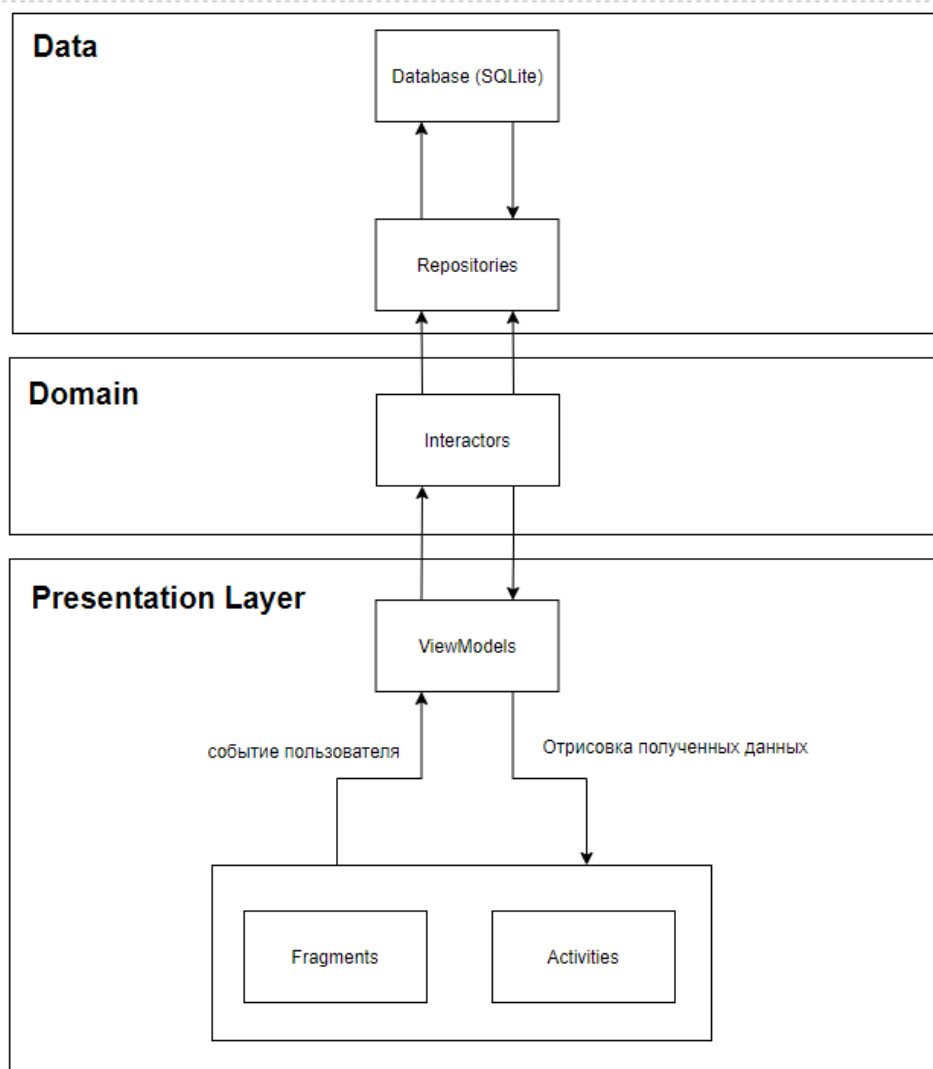 Data
Database (SQLite)
Repositories
Domain
Interactors
Presentation Layer
ViewModels
событие пользователя
Отрисовка полученных данных
Fragments
Activities